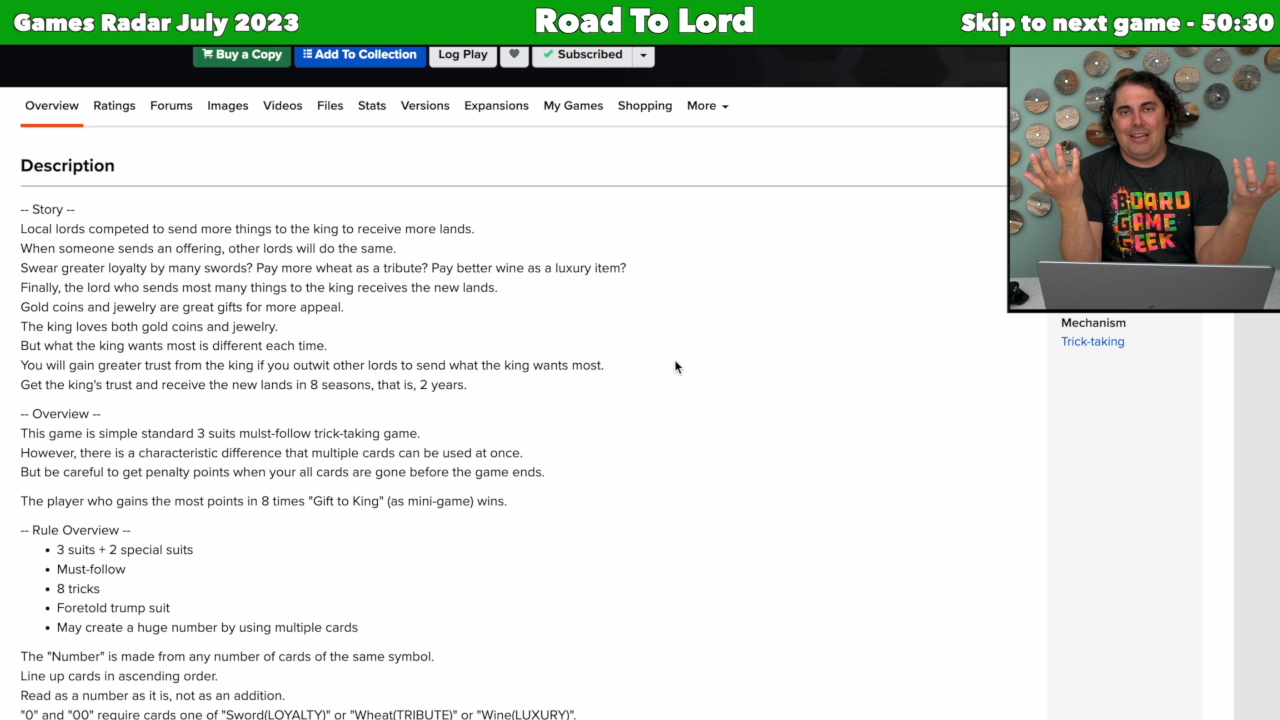 Games Radar July 2023
Road To Lord
Skip to next game - 50:30
Buy a Copy
Add To Collection
Log Play
Subscribed
Overview
Ratings
Forums
Images
Videos
Files
Stats
Versions
Expansions
My Games
Shopping
More
BOARD
GAME
GEEK
Description
-- Story --
Local lords competed to send more things to the king to receive more lands.
When someone sends an offering, other lords will do the same.
Swear greater loyalty by many swords? Pay more wheat as a tribute? Pay better wine as a luxury item?
Finally, the lord who sends most many things to the king receives the new lands.
Gold coins and jewelry are great gifts for more appeal.
The king loves both gold coins and jewelry.
But what the king wants most is different each time.
You will gain greater trust from the king if you outwit other lords to send what the king wants most.
Get the king's trust and receive the new lands in 8 seasons, that is, 2 years.
Mechanism
Trick-taking
-- Overview --
This game is simple standard 3 suits mulst-follow trick-taking game.
However, there is a characteristic difference that multiple cards can be used at once.
But be careful to get penalty points when your all cards are gone before the game ends.
The player who gains the most points in 8 times "Gift to King" (as mini-game) wins.
-- Rule Overview --
• 3 suits + 2 special suits
• Must-follow
• 8 tricks
• Foretold trump suit
• May create a huge number by using multiple cards
The "Number" is made from any number of cards of the same symbol.
Line up cards in ascending order.
Read as a number as it is, not as an addition.
"0" and "00" require cards one of "Sword(LOYALTY)" or "Wheat(TRIBUTE)" or "Wine(LUXURY)".